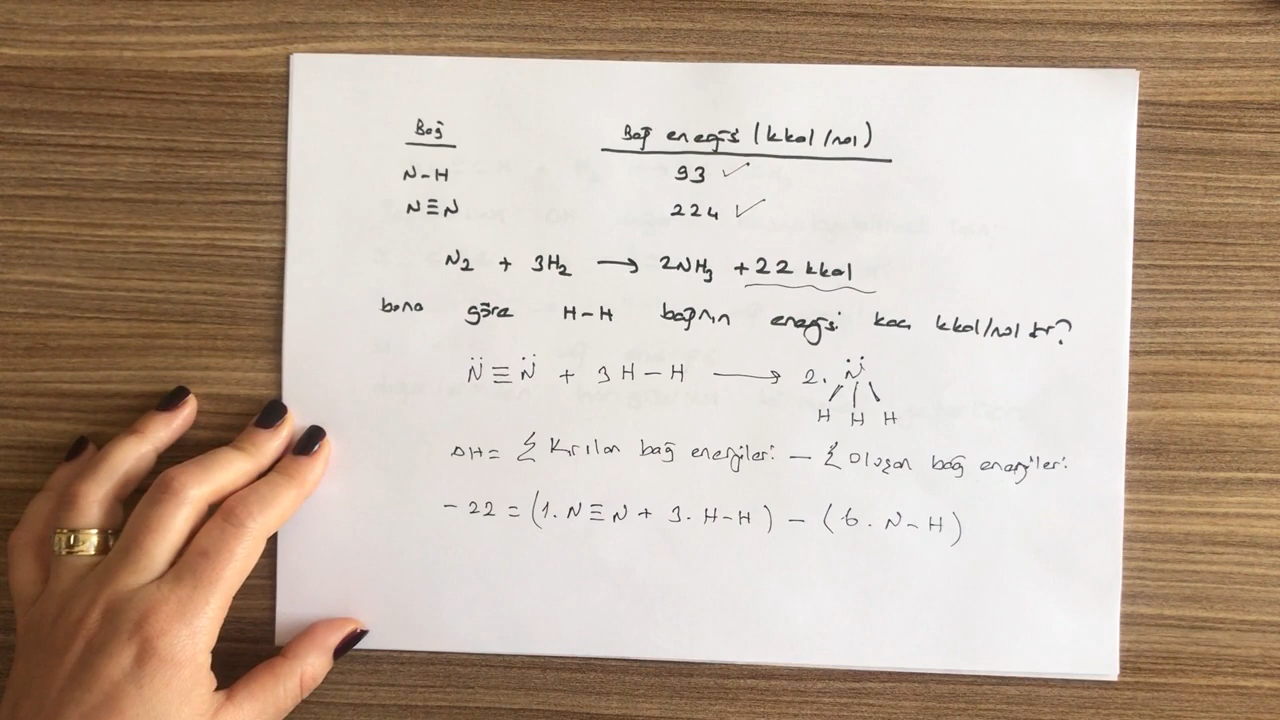 Bağ Bağ enerjisi (kkal/mol)
N-H 93 ✓
N≡N 224 ✓
N₂ + 3H₂ → 2NH₃ + 22 kkal
buna göre H-H bağının enerjisi kaç kkal/mol dür?
N̈≡N̈ + 3 H-H → 2. N̈
H H H
ΔH= Σ Kırılan bağ enerjileri - Σ Oluşan bağ enerjileri
-22 = (1. N≡N + 3. H-H) - (6. N-H)